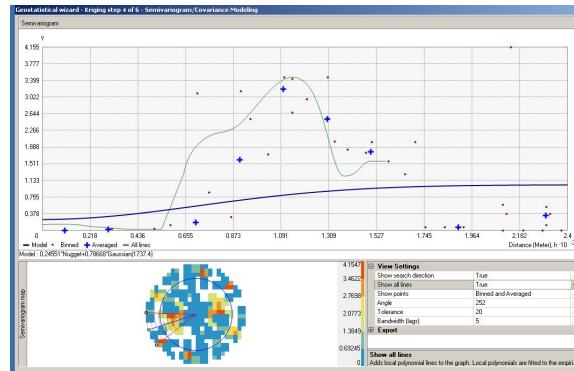 Geostatistical wizard - Kriging step 4 of 6 - Semivariogram/Covariance Modeling
Semivariogram
γ
4.155
3.777
3.399
3.022
2.644
2.266
1.888
1.511
1.133
0.755
0.378
0 0.218 0.436 0.655 0.873 1.091 1.309 1.527 1.745 1.964 2.182 2.4
Distance (Meter), h ·10
Model Binned Averaged All lines
Model : 0.24551*Nugget+0.78668*Gaussian(1737.4)
Semivariogram map
4.1547
3.4622
2.7698
2.0773
1.3849
0.69245
0
View Settings
Show search direction True
Show all lines True
Show points Binned and Averaged
Angle 252
Tolerance 20
Bandwidth (lags) 5
Export
Show all lines
Adds local polynomial lines to the graph. Local polynomials are fitted to the empiri